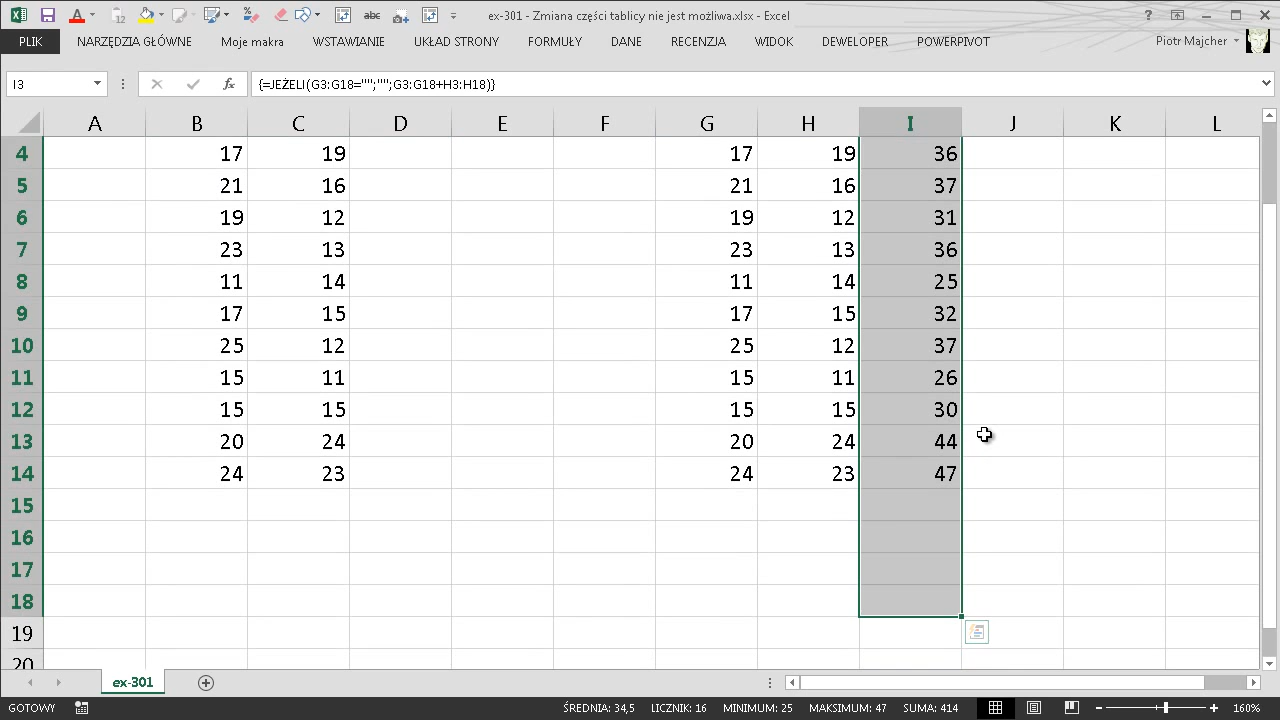 ex-301 - Zmiana części tablicy nie jest możliwa.xlsx - Excel
PLIK NARZĘDZIA GŁÓWNE Moje makra WSTAWIANIE UKŁAD STRONY FORMUŁY DANE RECENZJA WIDOK DEWELOPER POWERPIVOT Piotr Majcher
I3 fx {=JEŻELI(G3:G18="";"";G3:G18+H3:H18)}
A B C D E F G H I J K L
4 17 19 17 19 36
5 21 16 21 16 37
6 19 12 19 12 31
7 23 13 23 13 36
8 11 14 11 14 25
9 17 15 17 15 32
10 25 12 25 12 37
11 15 11 15 11 26
12 15 15 15 15 30
13 20 24 20 24 44
14 24 23 24 23 47
15
16
17
18
19
20
ex-301
GOTOWY ŚREDNIA: 34,5 LICZNIK: 16 MINIMUM: 25 MAKSIMUM: 47 SUMA: 414 160%